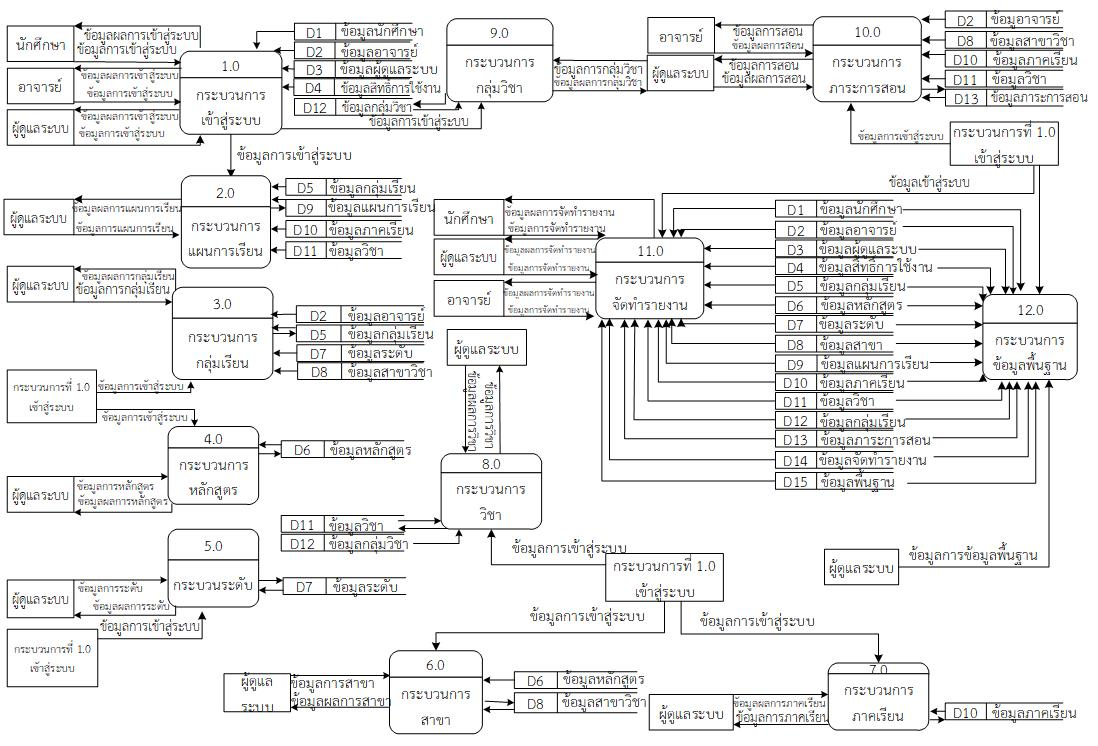 นักศึกษา
ข้อมูลผลการเข้าสู่ระบบ
ข้อมูลการเข้าสู่ระบบ
อาจารย์
ข้อมูลผลการเข้าสู่ระบบ
ข้อมูลการเข้าสู่ระบบ
ผู้ดูแลระบบ
ข้อมูลผลการเข้าสู่ระบบ
ข้อมูลการเข้าสู่ระบบ
1.0
กระบวนการ
เข้าสู่ระบบ
D1 ข้อมูลนักศึกษา
D2 ข้อมูลอาจารย์
D3 ข้อมูลผู้ดูแลระบบ
D4 ข้อมูลสิทธิ์การใช้งาน
D12 ข้อมูลกลุ่มวิชา
ข้อมูลการเข้าสู่ระบบ
9.0
กระบวนการ
กลุ่มวิชา
ข้อมูลการกลุ่มวิชา
ข้อมูลผลการกลุ่มวิชา
อาจารย์
ข้อมูลการสอน
ข้อมูลผลการสอน
ผู้ดูแลระบบ
ข้อมูลการสอน
ข้อมูลผลการสอน
10.0
กระบวนการ
ภาระการสอน
D2 ข้อมูลอาจารย์
D8 ข้อมูลสาขาวิชา
D10 ข้อมูลภาคเรียน
D11 ข้อมูลวิชา
D13 ข้อมูลภาระการสอน
ข้อมูลการเข้าสู่ระบบ
กระบวนการที่ 1.0
เข้าสู่ระบบ
ข้อมูลการเข้าสู่ระบบ
ข้อมูลเข้าสู่ระบบ
ผู้ดูแลระบบ
ข้อมูลผลการแผนการเรียน
ข้อมูลการแผนการเรียน
2.0
กระบวนการ
แผนการเรียน
D5 ข้อมูลกลุ่มเรียน
D9 ข้อมูลแผนการเรียน
D10 ข้อมูลภาคเรียน
D11 ข้อมูลวิชา
นักศึกษา
ข้อมูลผลการจัดทำรายงาน
ข้อมูลการจัดทำรายงาน
ผู้ดูแลระบบ
ข้อมูลผลการจัดทำรายงาน
ข้อมูลการจัดทำรายงาน
อาจารย์
ข้อมูลผลการจัดทำรายงาน
ข้อมูลการจัดทำรายงาน
11.0
กระบวนการ
จัดทำรายงาน
D1 ข้อมูลนักศึกษา
D2 ข้อมูลอาจารย์
D3 ข้อมูลผู้ดูแลระบบ
D4 ข้อมูลสิทธิ์การใช้งาน
D5 ข้อมูลกลุ่มเรียน
D6 ข้อมูลหลักสูตร
D7 ข้อมูลระดับ
D8 ข้อมูลสาขา
D9 ข้อมูลแผนการเรียน
D10 ข้อมูลภาคเรียน
D11 ข้อมูลวิชา
D12 ข้อมูลกลุ่มเรียน
D13 ข้อมูลภาระการสอน
D14 ข้อมูลจัดทำรายงาน
D15 ข้อมูลพื้นฐาน
12.0
กระบวนการ
ข้อมูลพื้นฐาน
ผู้ดูแลระบบ
ข้อมูลผลการกลุ่มเรียน
ข้อมูลการกลุ่มเรียน
3.0
กระบวนการ
กลุ่มเรียน
D2 ข้อมูลอาจารย์
D5 ข้อมูลกลุ่มเรียน
D7 ข้อมูลระดับ
D8 ข้อมูลสาขาวิชา
กระบวนการที่ 1.0
เข้าสู่ระบบ
ข้อมูลการเข้าสู่ระบบ
ข้อมูลการเข้าสู่ระบบ
ผู้ดูแลระบบ
ข้อมูลผลการวิชา
ข้อมูลการวิชา
4.0
กระบวนการ
หลักสูตร
D6 ข้อมูลหลักสูตร
ผู้ดูแลระบบ
ข้อมูลการหลักสูตร
ข้อมูลผลการหลักสูตร
8.0
กระบวนการ
วิชา
D11 ข้อมูลวิชา
D12 ข้อมูลกลุ่มวิชา
ข้อมูลการเข้าสู่ระบบ
กระบวนการที่ 1.0
เข้าสู่ระบบ
ผู้ดูแลระบบ
ข้อมูลการข้อมูลพื้นฐาน
5.0
กระบวนระดับ
ผู้ดูแลระบบ
ข้อมูลการระดับ
ข้อมูลผลการระดับ
D7 ข้อมูลระดับ
กระบวนการที่ 1.0
เข้าสู่ระบบ
ข้อมูลการเข้าสู่ระบบ
ข้อมูลการเข้าสู่ระบบ
ข้อมูลการเข้าสู่ระบบ
ผู้ดูแล
ระบบ
ข้อมูลการสาขา
ข้อมูลผลการสาขา
6.0
กระบวนการ
สาขา
D6 ข้อมูลหลักสูตร
D8 ข้อมูลสาขาวิชา
ผู้ดูแลระบบ
ข้อมูลผลการภาคเรียน
ข้อมูลการภาคเรียน
7.0
กระบวนการ
ภาคเรียน
D10 ข้อมูลภาคเรียน